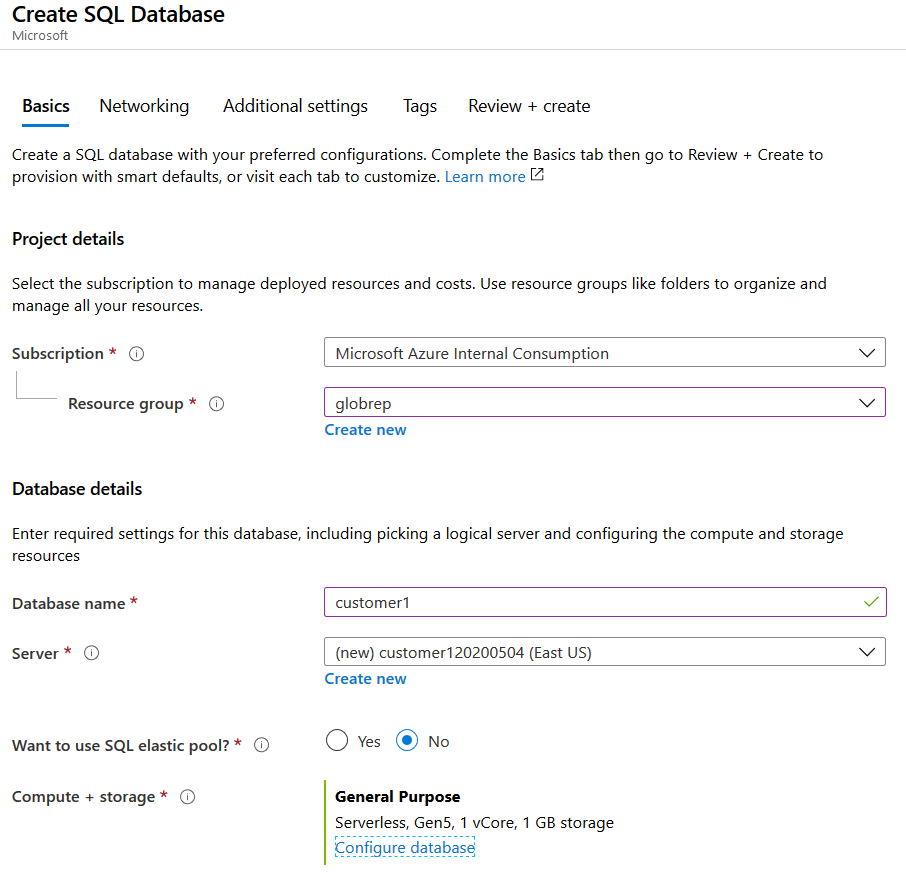 Create SQL Database
Microsoft
Basics Networking Additional settings Tags Review + create
Create a SQL database with your preferred configurations. Complete the Basics tab then go to Review + Create to
provision with smart defaults, or visit each tab to customize. Learn more
Project details
Select the subscription to manage deployed resources and costs. Use resource groups like folders to organize and
manage all your resources.
Subscription *
Microsoft Azure Internal Consumption
Resource group *
globrep
Create new
Database details
Enter required settings for this database, including picking a logical server and configuring the compute and storage
resources
Database name *
customer1
Server *
(new) customer120200504 (East US)
Create new
Want to use SQL elastic pool? *
Yes No
Compute + storage *
General Purpose
Serverless, Gen5, 1 vCore, 1 GB storage
Configure database